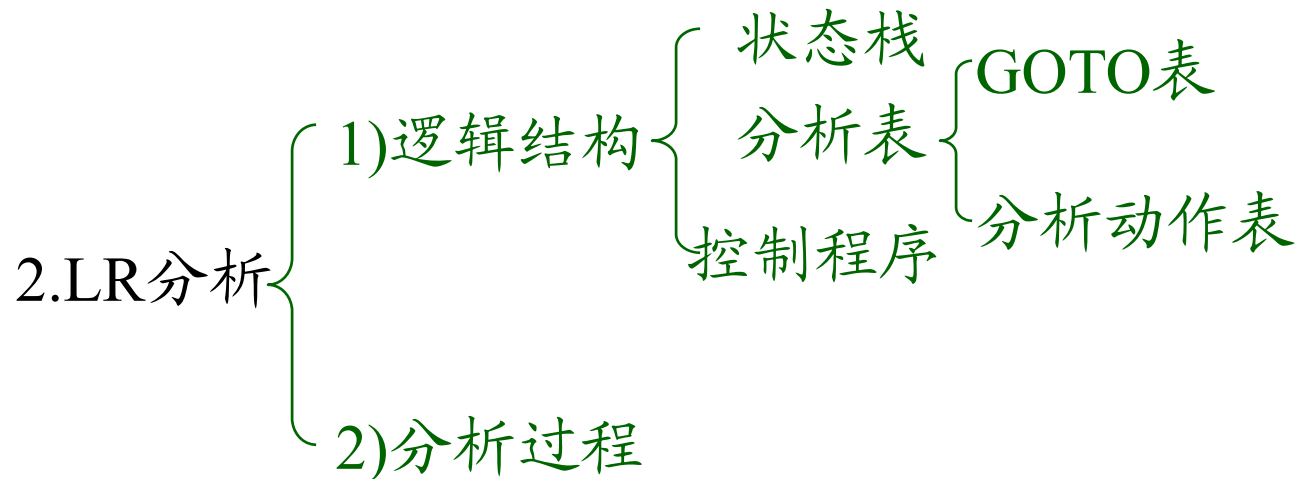 2.LR分析
1)逻辑结构
状态栈
分析表
GOTO表
分析动作表
控制程序
2)分析过程